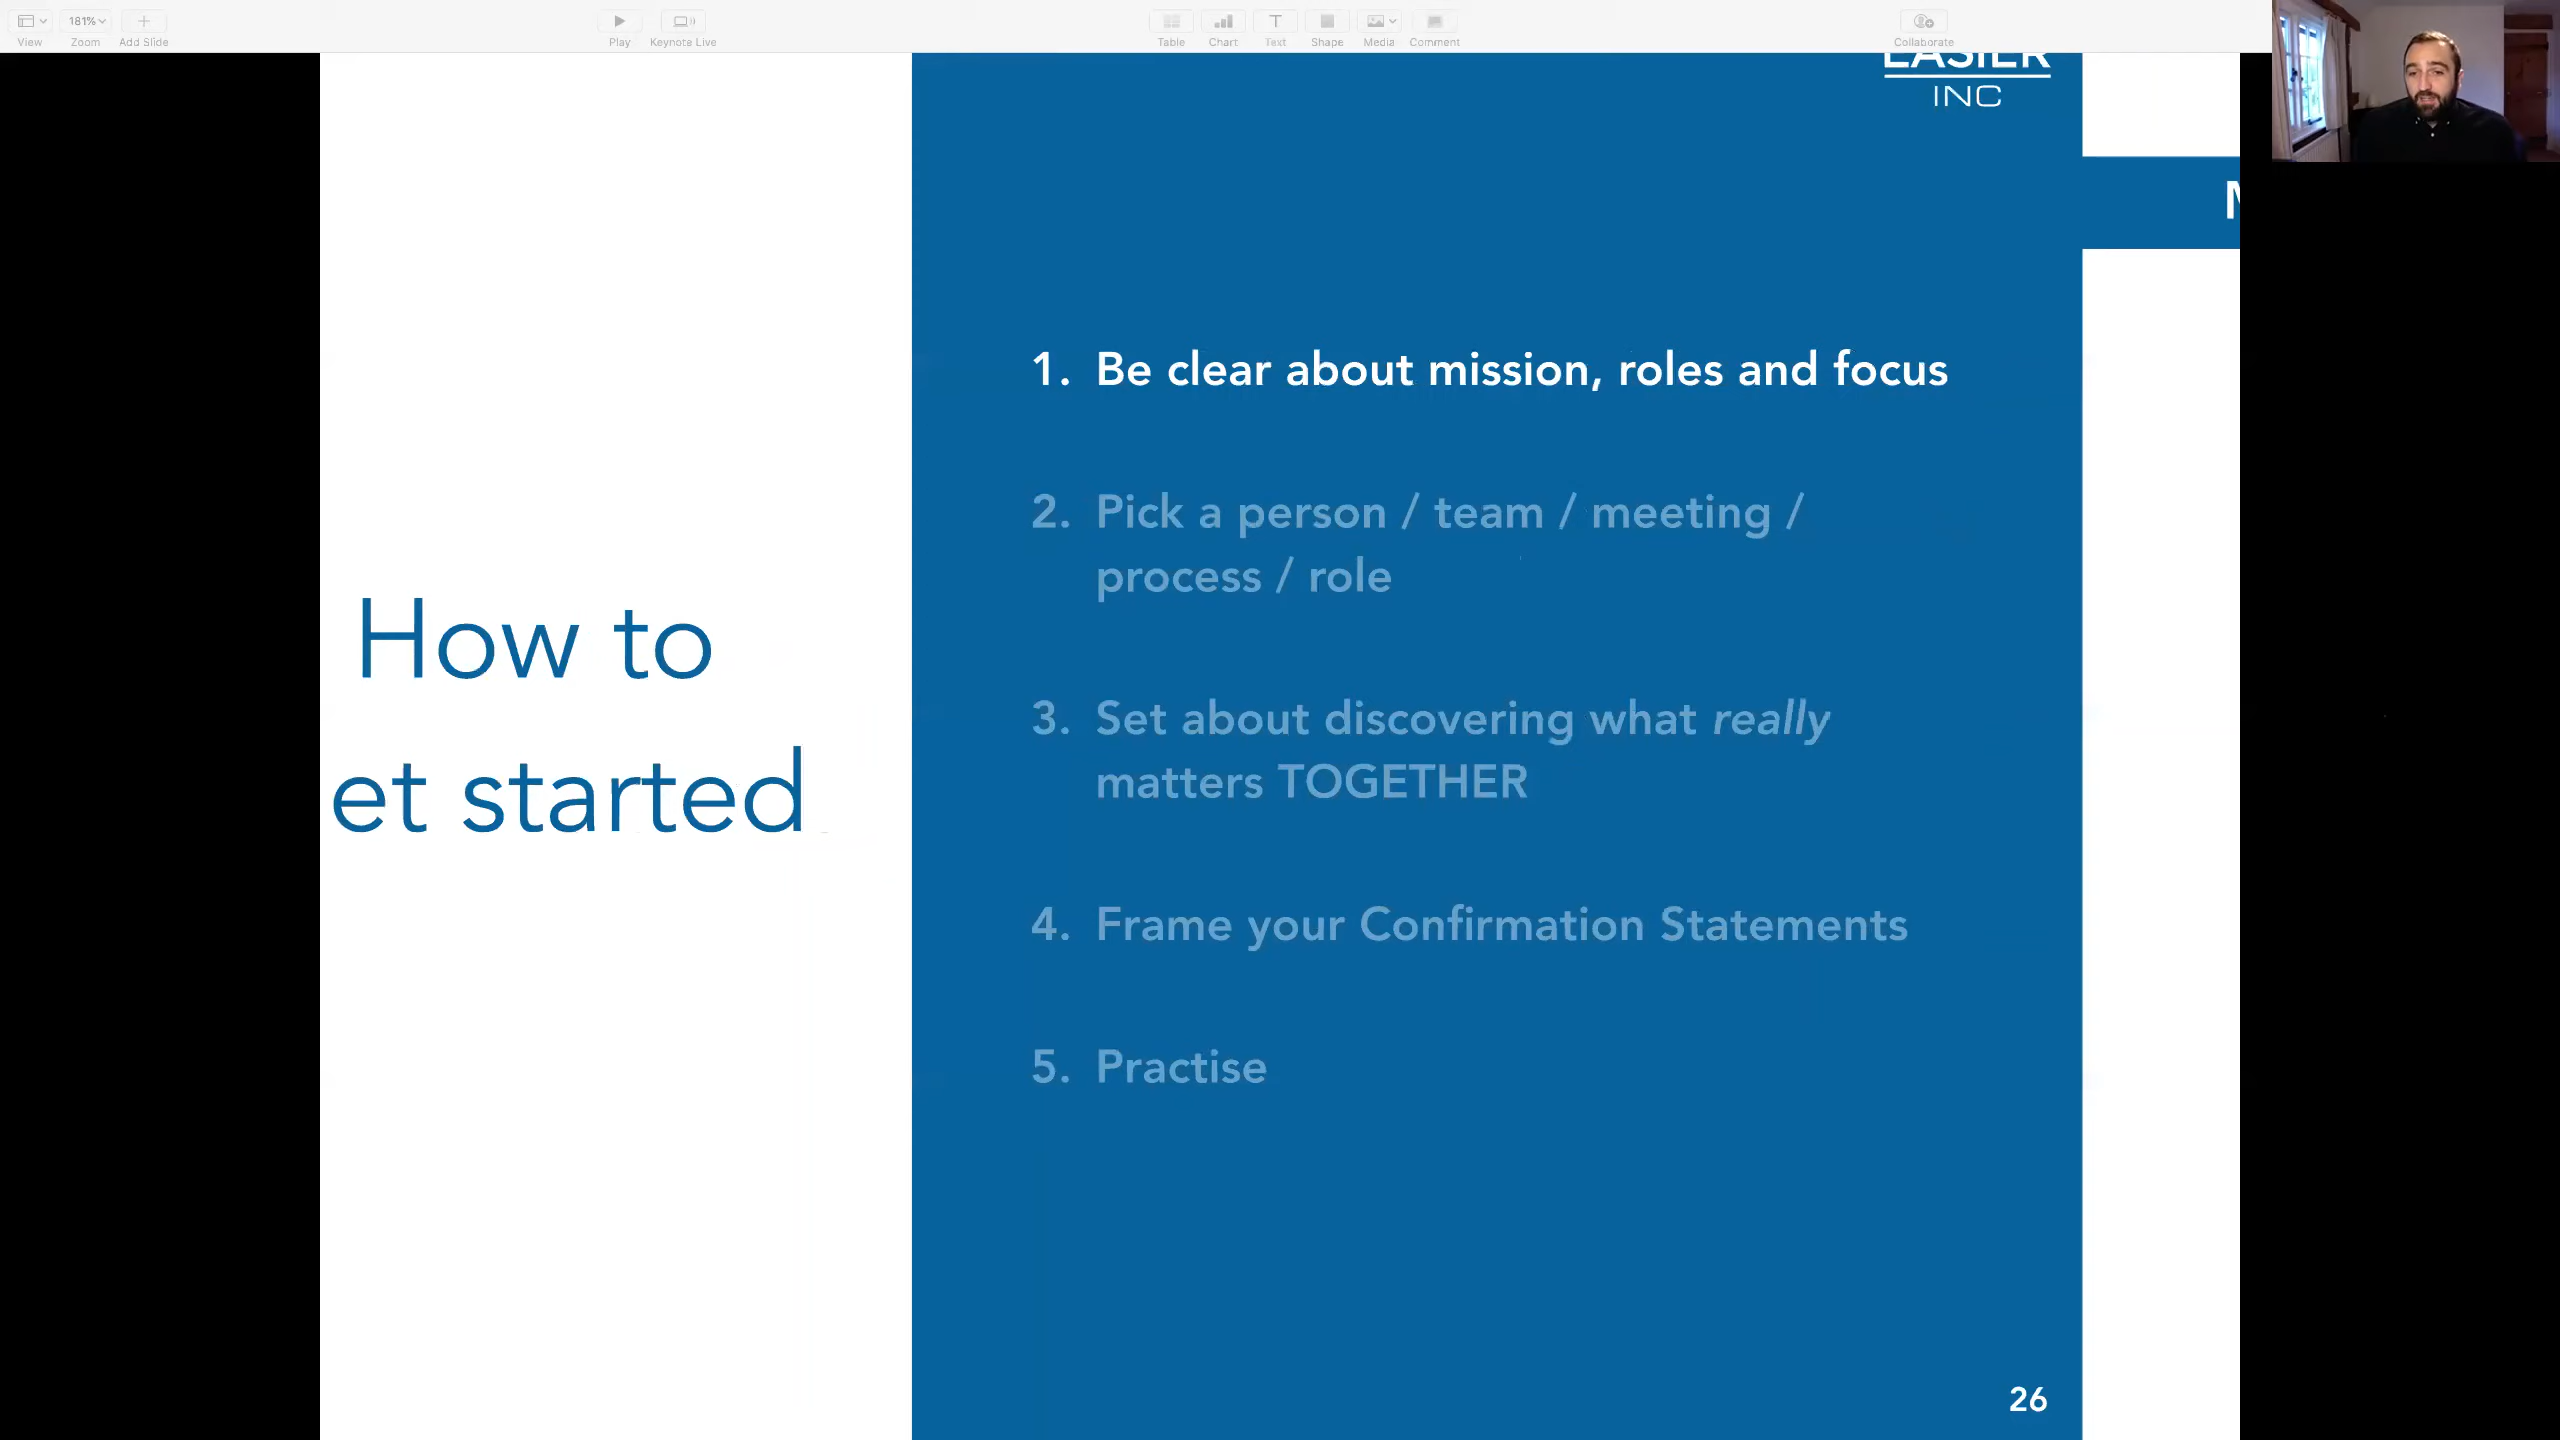 181%
View
Zoom
Add Slide
Play
Keynote Live
Table
Chart
Text
Shape
Media
Comment
Collaborate
EASIER
INC
M
How to
et started
1. Be clear about mission, roles and focus
2. Pick a person / team / meeting /
process / role
3. Set about discovering what really
matters TOGETHER
4. Frame your Confirmation Statements
5. Practise
26